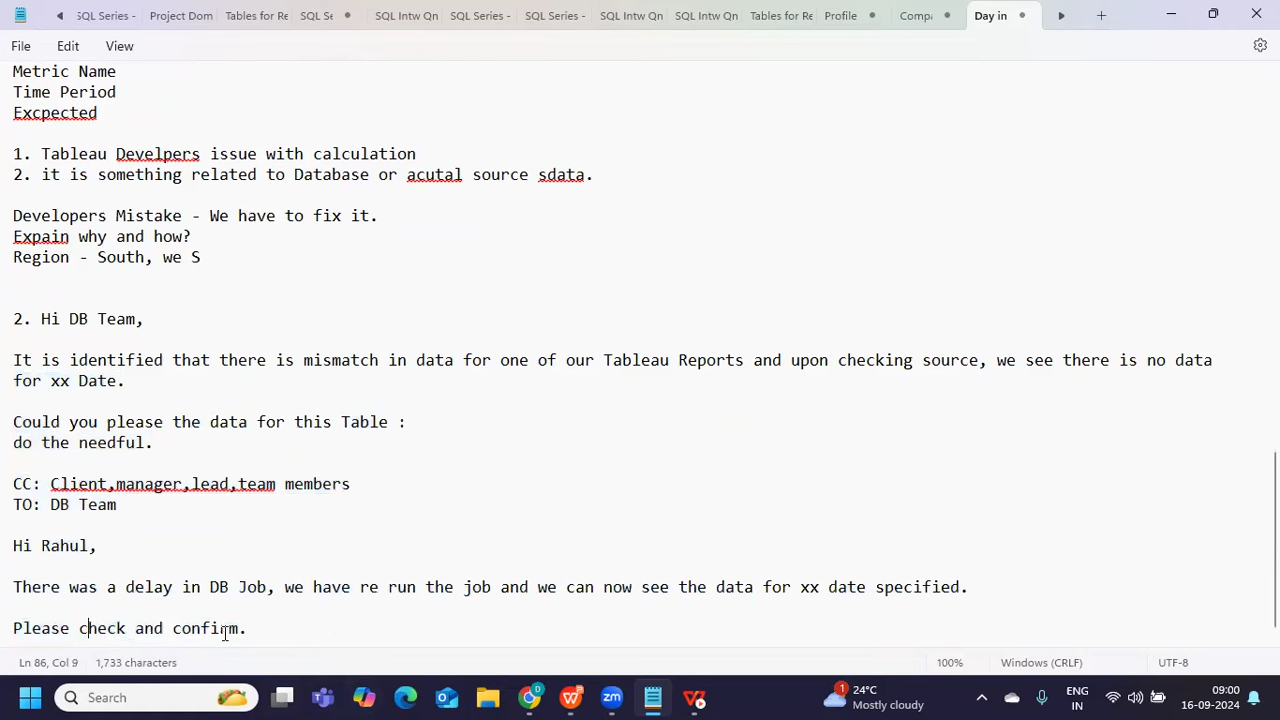 SQL Series -
Project Dom
Tables for Re
SQL Se
SQL Intw Qn
SQL Series -
SQL Series -
SQL Intw Qn
SQL Intw Qn
Tables for Re
Profile
Compa
Day in
File
Edit
View
Metric Name
Time Period
Excpected
1. Tableau Develpers issue with calculation
2. it is something related to Database or acutal source sdata.
Developers Mistake - We have to fix it.
Expain why and how?
Region - South, we S
2. Hi DB Team,
It is identified that there is mismatch in data for one of our Tableau Reports and upon checking source, we see there is no data
for xx Date.
Could you please the data for this Table :
do the needful.
CC: Client,manager,lead,team members
TO: DB Team
Hi Rahul,
There was a delay in DB Job, we have re run the job and we can now see the data for xx date specified.
Please check and confirm.
Ln 86, Col 9
1,733 characters
100%
Windows (CRLF)
UTF-8
Search
1
24°C
Mostly cloudy
ENG
IN
09:00
16-09-2024